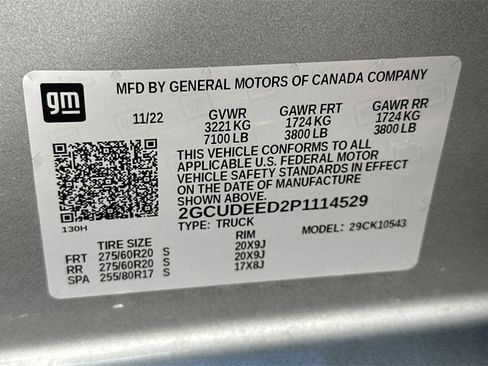 gm
MFD BY GENERAL MOTORS OF CANADA COMPANY
11/22 GVWR GAWR FRT GAWR RR
3221 KG 1724 KG 1724 KG
7100 LB 3800 LB 3800 LB
THIS VEHICLE CONFORMS TO ALL
APPLICABLE U.S. FEDERAL MOTOR
VEHICLE SAFETY STANDARDS IN EFFECT
ON THE DATE OF MANUFACTURE
2GCUDEED2P1114529
130H TYPE: TRUCK MODEL: 29CK10543
TIRE SIZE RIM
FRT 275/60R20 S 20X9J
RR 275/60R20 S 20X9J
SPA 255/80R17 S 17X8J